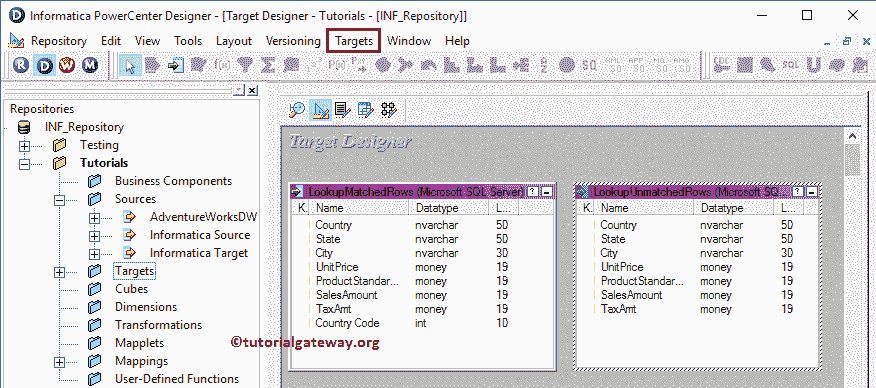 Informatica PowerCenter Designer - [Target Designer - Tutorials - [INF_Repository]]
Repository Edit View Tools Layout Versioning Targets Window Help
R D W M
Repositories
INF_Repository
Testing
Tutorials
Business Components
Sources
AdventureWorksDW
Informatica Source
Informatica Target
Targets
Cubes
Dimensions
Transformations
Mapplets
Mappings
User-Defined Functions
©tutorialgateway.org
Target Designer
LookupMatchedRows (Microsoft SQL Server)
K. Name Datatype L...
Country nvarchar 50
State nvarchar 50
City nvarchar 30
UnitPrice money 19
ProductStandar... money 19
SalesAmount money 19
TaxAmt money 19
Country Code int 10
LookupUnmatchedRows (Microsoft SQ...
K. Name Datatype L...
Country nvarchar 50
State nvarchar 50
City nvarchar 30
UnitPrice money 19
ProductStandar... money 19
SalesAmount money 19
TaxAmt money 19